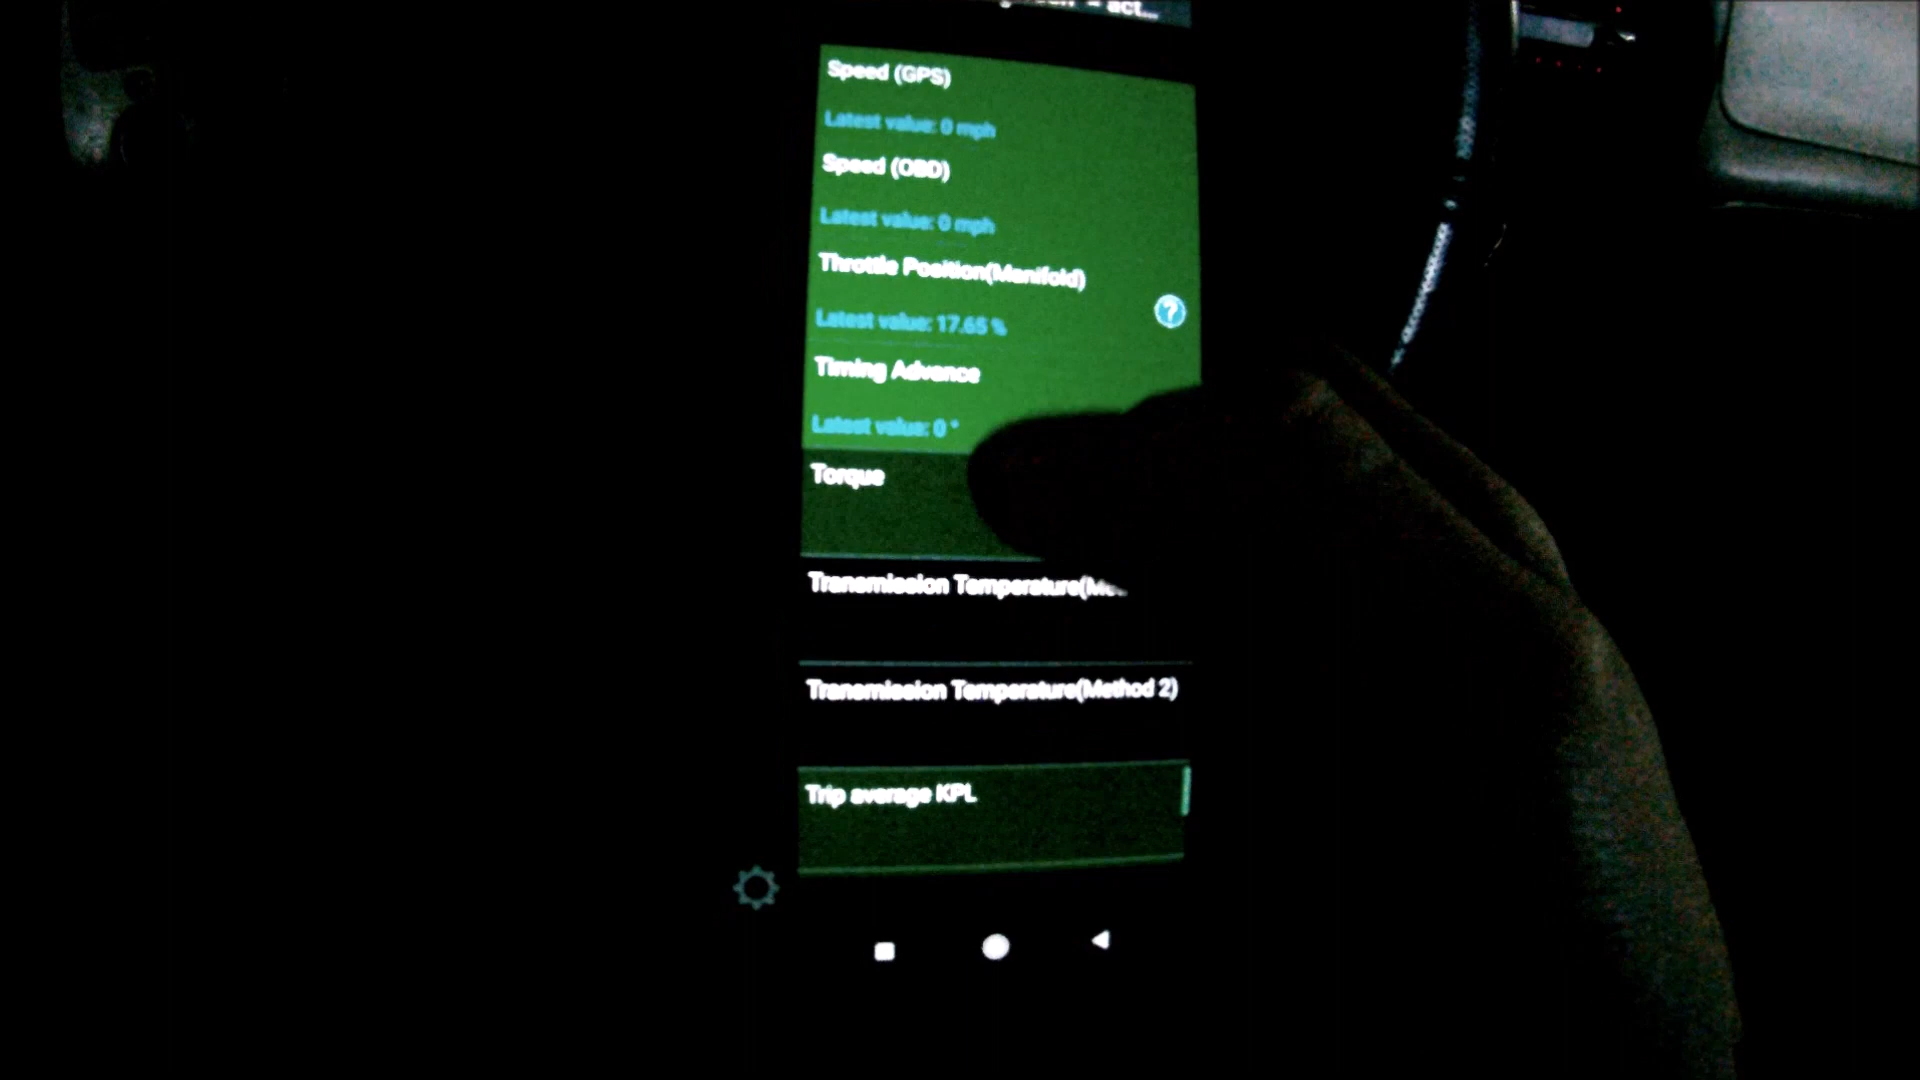 = act...
Speed (GPS)
Latest value: 0 mph
Speed (OBD)
Latest value: 0 mph
Throttle Position(Manifold)
?
Latest value: 17.65 %
Timing Advance
Latest value: 0 °
Torque
Transmission Temperature(Me
Transmission Temperature(Method 2)
Trip average KPL